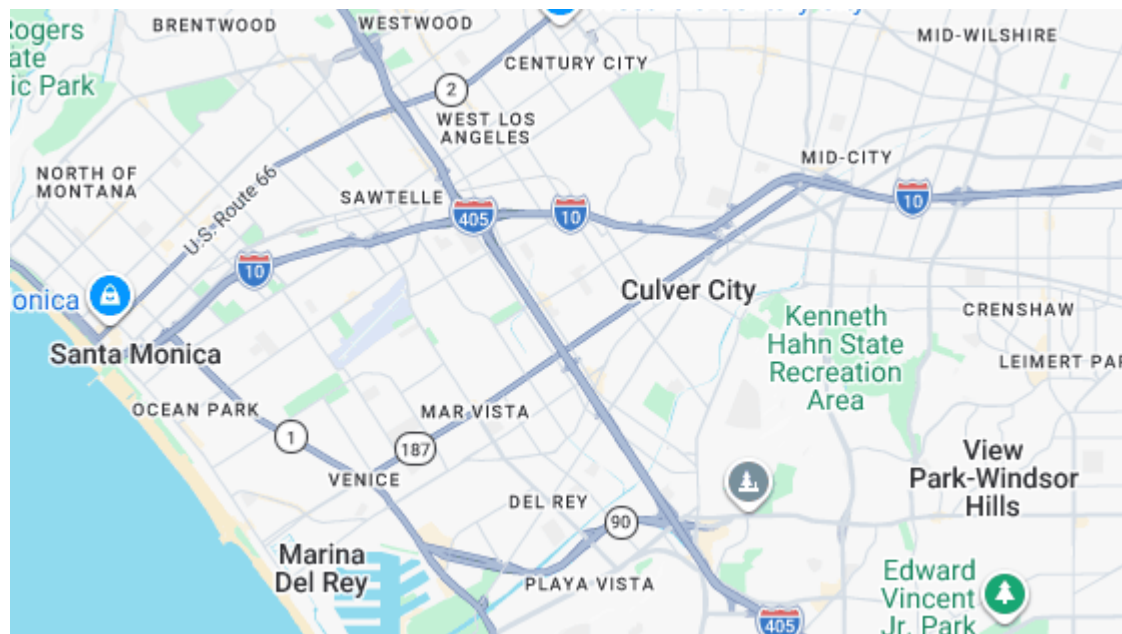 BRENTWOOD
WESTWOOD
Rogers
ate
ic Park
MID-WILSHIRE
CENTURY CITY
2
WEST LOS
ANGELES
MID-CITY
NORTH OF
MONTANA
U.S. Route 66
SAWTELLE
405
10
10
10
onica
Culver City
Santa Monica
Kenneth
Hahn State
Recreation
Area
CRENSHAW
LEIMERT PAR
OCEAN PARK
MAR VISTA
1
187
VENICE
View
Park-Windsor
Hills
DEL REY
90
Marina
Del Rey
PLAYA VISTA
Edward
Vincent
Jr. Park
405